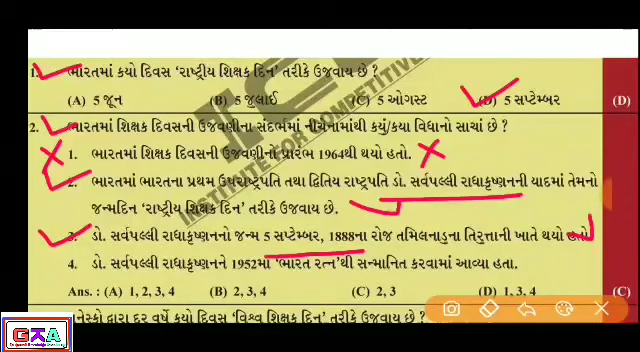 1. ભારતમાં કયો દિવસ 'રાષ્ટ્રીય શિક્ષક દિન' તરીકે ઉજવાય છે ?
(A) 5 જૂન (B) 5 જુલાઈ (C) 5 ઓગસ્ટ (D) 5 સપ્ટેમ્બર (D)
2. ભારતમાં શિક્ષક દિવસની ઉજવણીના સંદર્ભમાં નીચેનામાંથી કયું/કયા વિધાનો સાચાં છે ?
1. ભારતમાં શિક્ષક દિવસની ઉજવણીનો પ્રારંભ 1964થી થયો હતો.
2. ભારતમાં ભારતના પ્રથમ ઉપરાષ્ટ્રપતિ તથા દ્વિતિય રાષ્ટ્રપતિ ડો. સર્વપલ્લી રાધાકૃષ્ણનની યાદમાં તેમનો
જન્મદિન 'રાષ્ટ્રીય શિક્ષક દિન' તરીકે ઉજવાય છે.
3. ડો. સર્વપલ્લી રાધાકૃષ્ણનનો જન્મ 5 સપ્ટેમ્બર, 1888ના રોજ તમિલનાડુના તિરુત્તાની ખાતે થયો હતો.
4. ડો. સર્વપલ્લી રાધાકૃષ્ણનને 1952માં 'ભારત રત્ન'થી સન્માનિત કરવામાં આવ્યા હતા.
Ans. : (A) 1, 2, 3, 4 (B) 2, 3, 4 (C) 2, 3 (D) 1, 3, 4 (C)
યુનેસ્કો દ્વારા દર વર્ષે કયો દિવસ 'વિશ્વ શિક્ષક દિન' તરીકે ઉજવાય છે ?
INSTITUTE FOR COMPETITIVE
GKA